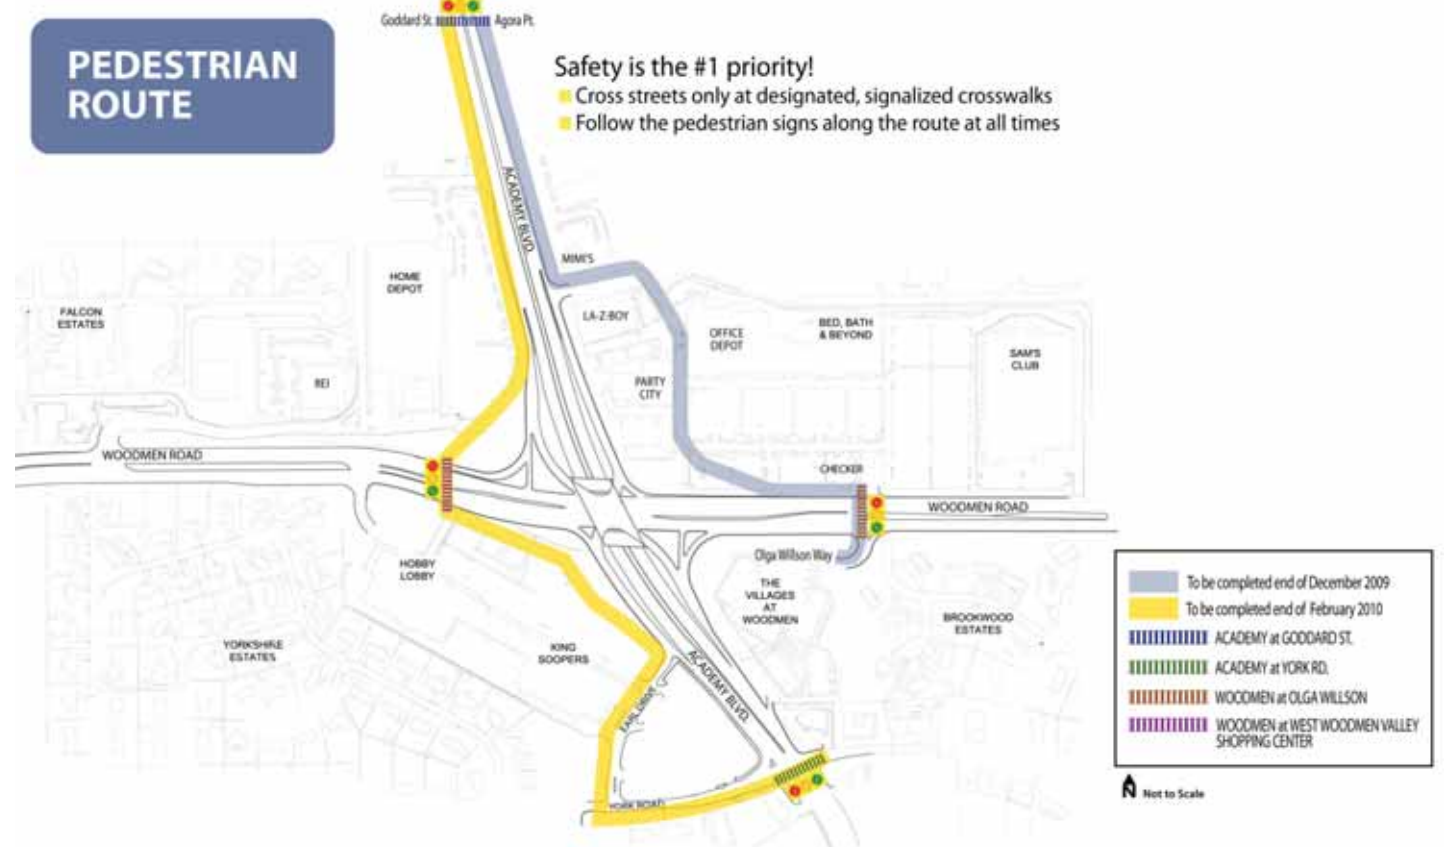 Goddard St.
Agora Pt.
PEDESTRIAN
ROUTE
Safety is the #1 priority!
Cross streets only at designated, signalized crosswalks
Follow the pedestrian signs along the route at all times
ACADEMY BLVD.
MIMI'S
HOME
DEPOT
FALCON
ESTATES
LA-Z-BOY
OFFICE
DEPOT
BED, BATH
& BEYOND
SAM'S
CLUB
REI
PARTY
CITY
WOODMEN ROAD
CHECKER
WOODMEN ROAD
Olga Willson Way
HOBBY
LOBBY
THE
VILLAGES
AT
WOODMEN
BROOKWOOD
ESTATES
YORKSHIRE
ESTATES
KING
SOOPERS
ACADEMY BLVD.
EARL DRIVE
YORK ROAD
To be completed end of December 2009
To be completed end of February 2010
ACADEMY at GODDARD ST.
ACADEMY at YORK RD.
WOODMEN at OLGA WILLSON
WOODMEN at WEST WOODMEN VALLEY
SHOPPING CENTER
N
Not to Scale